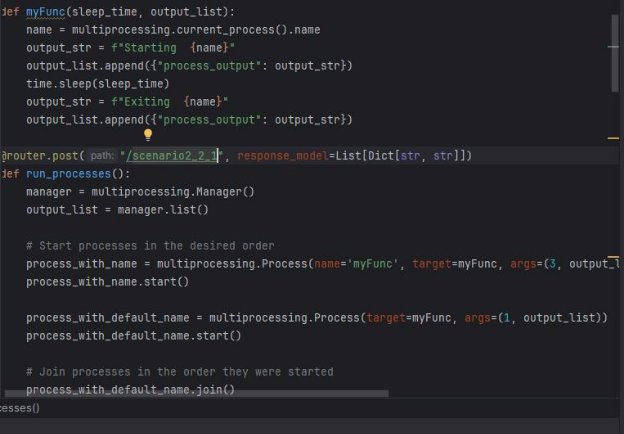 def myFunc(sleep_time, output_list):
    name = multiprocessing.current_process().name
    output_str = f"Starting  {name}"
    output_list.append({"process_output": output_str})
    time.sleep(sleep_time)
    output_str = f"Exiting  {name}"
    output_list.append({"process_output": output_str})
@router.post( path: "/scenario2_2_1", response_model=List[Dict[str, str]])
def run_processes():
    manager = multiprocessing.Manager()
    output_list = manager.list()
    # Start processes in the desired order
    process_with_name = multiprocessing.Process(name='myFunc', target=myFunc, args=(3, output_l
    process_with_name.start()
    process_with_default_name = multiprocessing.Process(target=myFunc, args=(1, output_list))
    process_with_default_name.start()
    # Join processes in the order they were started
    process_with_default_name.join()
cesses()